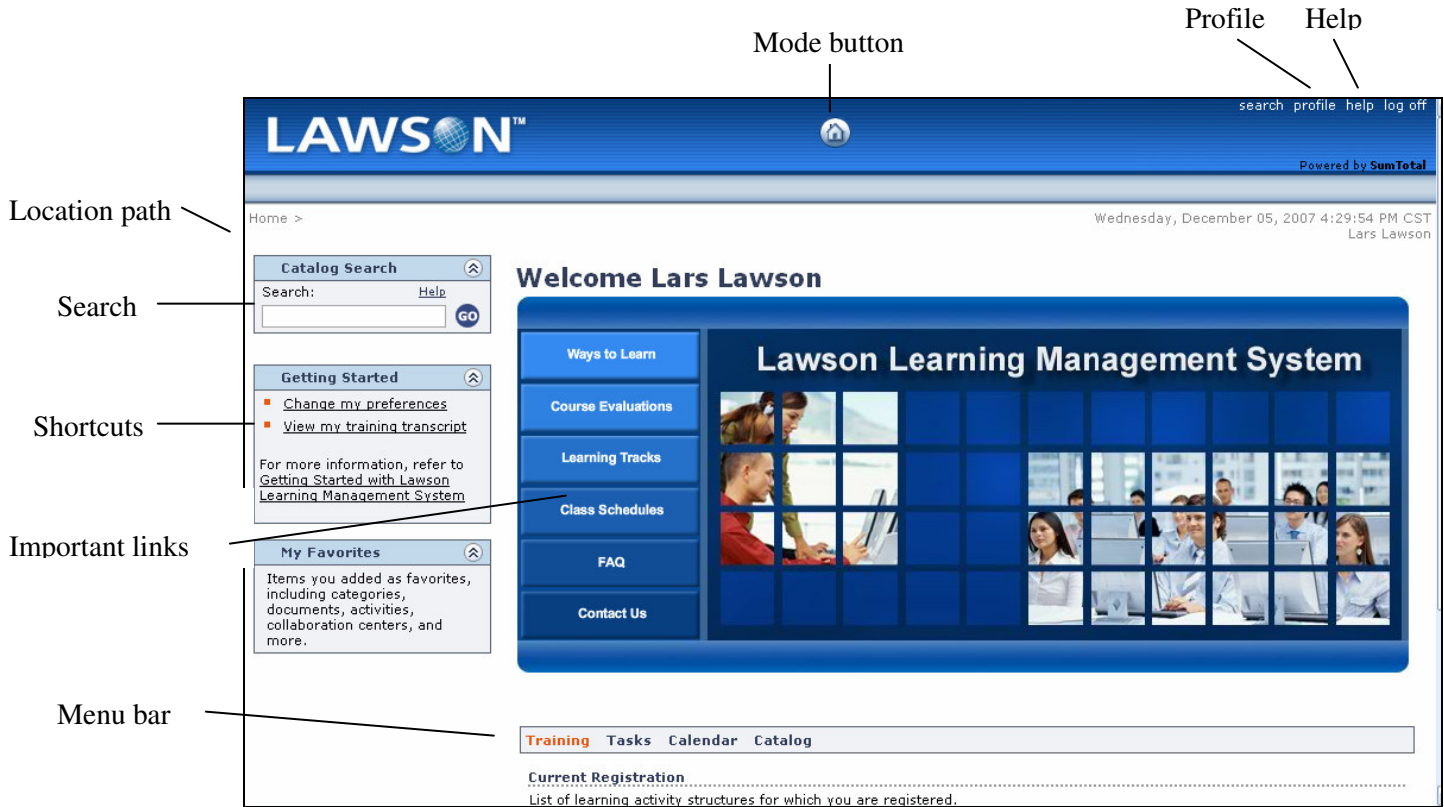 Profile Help
Mode button
search profile help log off
LAWSON™
Powered by SumTotal
Location path
Home >
Wednesday, December 05, 2007 4:29:54 PM CST
Lars Lawson
Catalog Search
Search: Help
GO
Search
Getting Started
Change my preferences
View my training transcript
For more information, refer to
Getting Started with Lawson
Learning Management System
Shortcuts
Important links
My Favorites
Items you added as favorites,
including categories,
documents, activities,
collaboration centers, and
more.
Welcome Lars Lawson
Ways to Learn
Course Evaluations
Learning Tracks
Class Schedules
FAQ
Contact Us
Lawson Learning Management System
Menu bar
Training Tasks Calendar Catalog
Current Registration
List of learning activity structures for which you are registered.